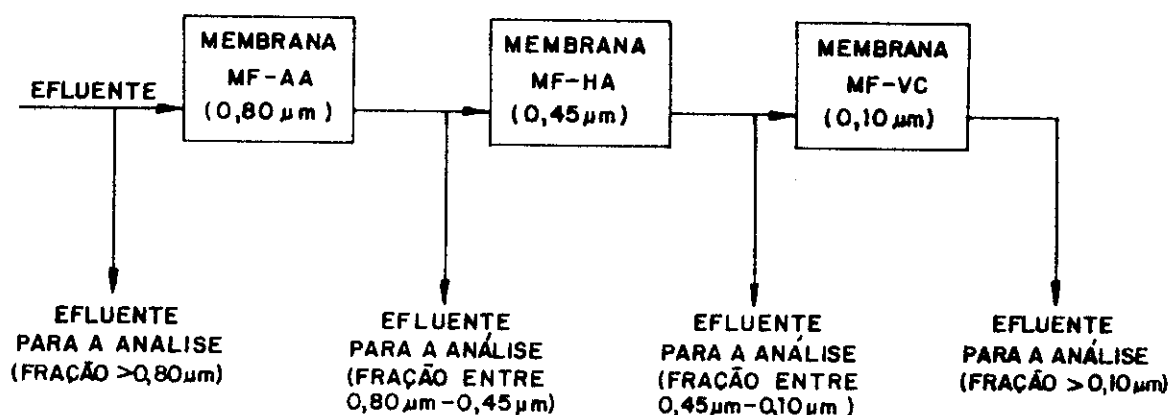 EFLUENTE
MEMBRANA
MF-AA
(0,80 µm)
MEMBRANA
MF-HA
(0,45µm)
MEMBRANA
MF-VC
(0,10 µm)
EFLUENTE
PARA A ANALISE
(FRAÇÃO >0,80µm)
EFLUENTE
PARA A ANÁLISE
(FRAÇÃO ENTRE
0,80µm-0,45µm)
EFLUENTE
PARA A ANÁLISE
(FRAÇÃO ENTRE
0,45µm-0,10µm)
EFLUENTE
PARA A ANÁLISE
(FRAÇÃO > 0,10µm)